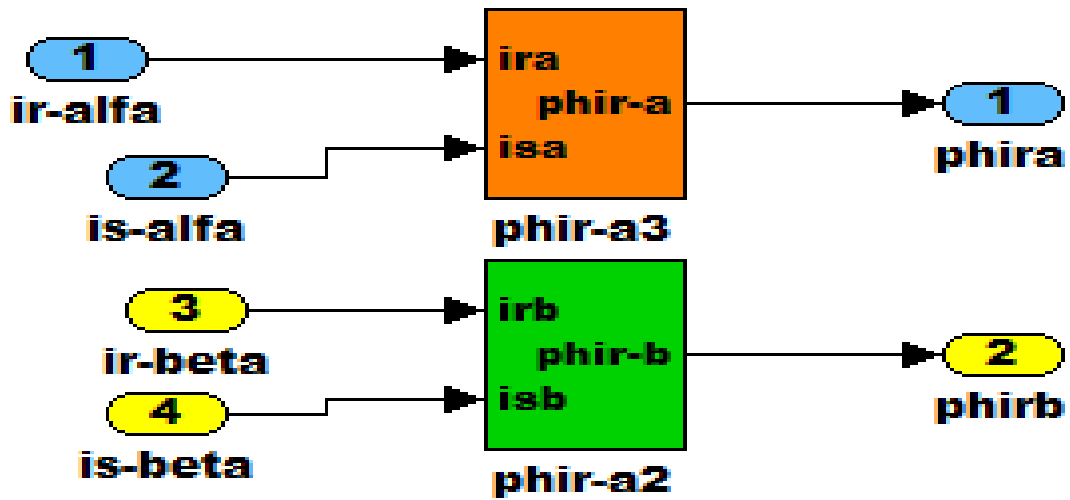 1
ir-alfa
2
is-alfa
ira
phir-a
isa
phir-a3
1
phira
3
ir-beta
4
is-beta
irb
phir-b
isb
phir-a2
2
phirb